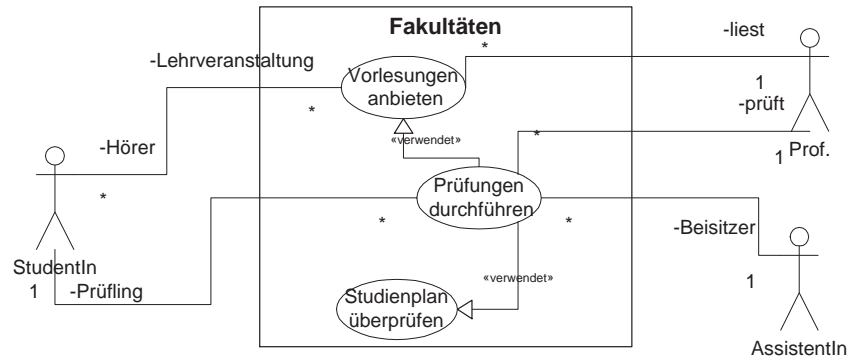 Fakultäten
-liest
*
-Lehrveranstaltung
Vorlesungen
anbieten
1
*
-prüft
«verwendet»
*
-Hörer
1
Prof.
*
Prüfungen
durchführen
*
*
-Beisitzer
StudentIn
«verwendet»
1
-Prüfling
Studienplan
überprüfen
1
AssistentIn